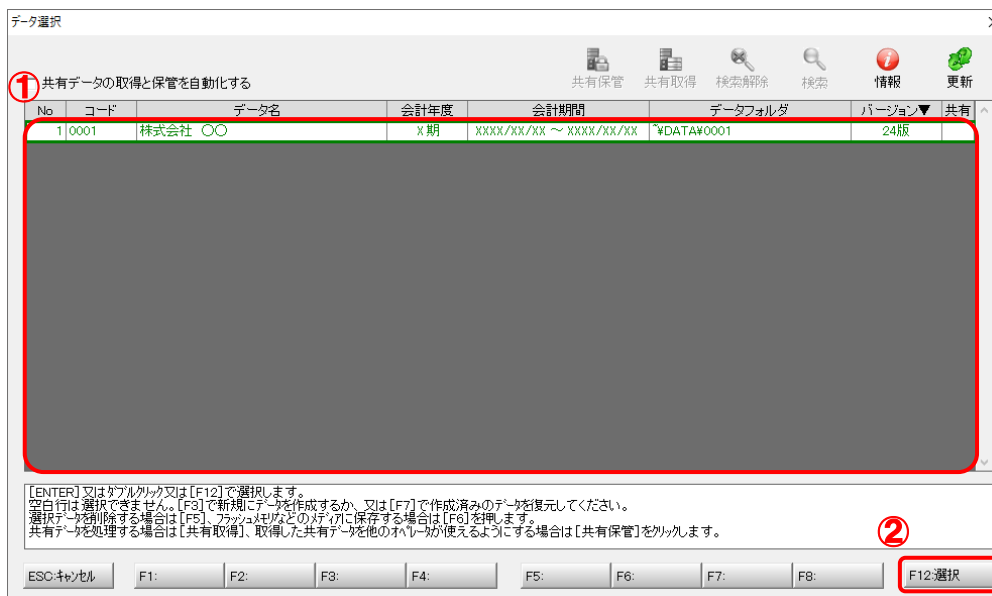 データ選択
①
共有データの取得と保管を自動化する
共有保管 共有取得 検索解除 検索 情報 更新
No コード データ名 会計年度 会計期間 データフォルダ バージョン▼ 共有
1 0001 株式会社 〇〇 X期 XXXX/XX/XX ～ XXXX/XX/XX ~¥DATA¥0001 24版
[ENTER]又はダブルクリック又は[F12]で選択します。
空白行は選択できません。[F3]で新規にデータを作成するか、又は[F7]で作成済みのデータを復元してください。
選択データを削除する場合は[F5]、フラッシュメモリなどのメディアに保存する場合は[F6]を押します。
共有データを処理する場合は[共有取得]、取得した共有データを他のオペレータが使えるようにする場合は[共有保管]をクリックします。
②
ESC:キャンセル F1: F2: F3: F4: F5: F6: F7: F8: F12:選択